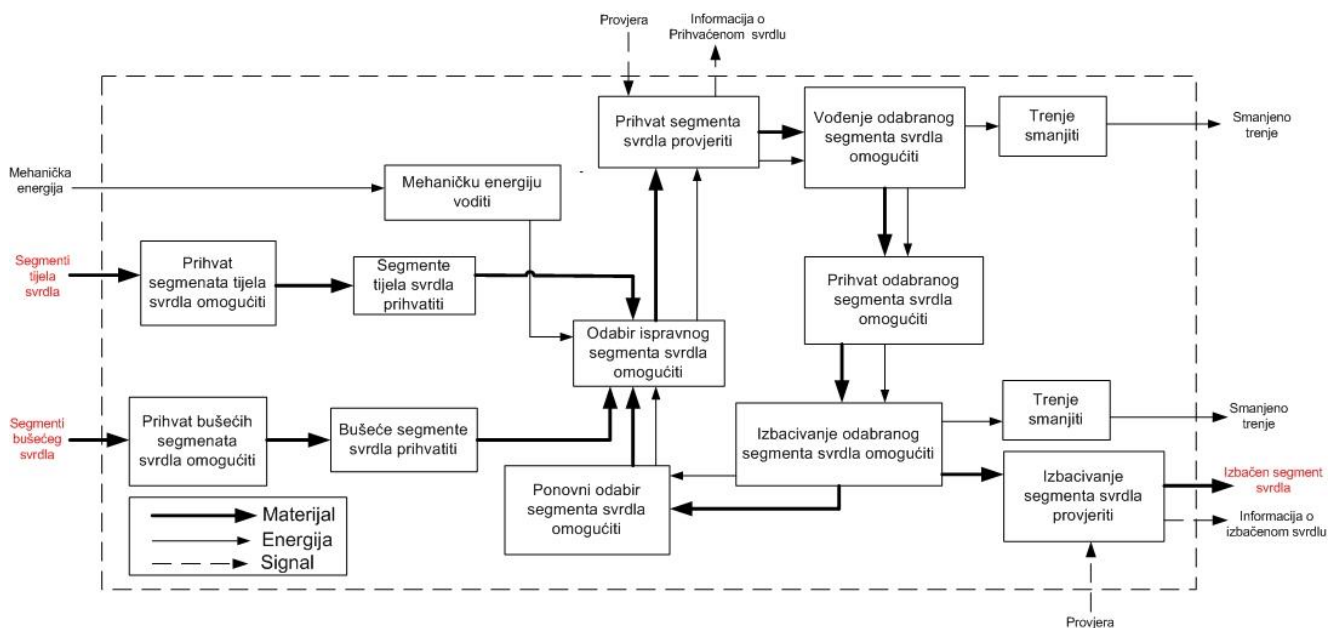 Provjera
Informacija o
Prihvaćenom svrdlu
Prihvat segmenta
svrdla provjeriti
Vođenje odabranog
segmenta svrdla
omogućiti
Trenje
smanjiti
Smanjeno
trenje
Mehanička
energija
Mehaničku energiju
voditi
Segmenti
tijela
svrdla
Prihvat
segmenata tijela
svrdla omogućiti
Segmente
tijela svrdla
prihvatiti
Prihvat odabranog
segmenta svrdla
omogućiti
Odabir ispravnog
segmenta svrdla
omogućiti
Segmenti
bušećeg
svrdla
Prihvat bušećih
segmenata
svrdla omogućiti
Bušeće segmente
svrdla prihvatiti
Izbacivanje odabranog
segmenta svrdla omogućiti
Trenje
smanjiti
Smanjeno
trenje
Ponovni odabir
segmenta svrdla
omogućiti
Izbacivanje
segmenta svrdla
provjeriti
Izbačen segment
svrdla
Informacija o
izbačenom svrdlu
Materijal
Energija
Signal
Provjera